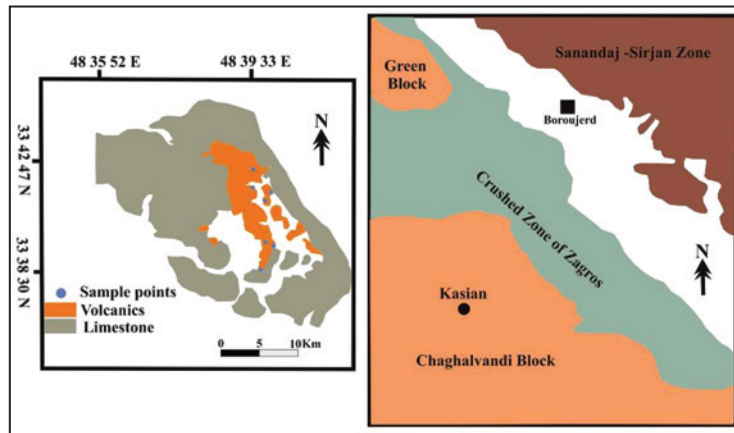 48 35 52 E
48 39 33 E
33 42 47 N
33 38 30 N
N
Sample points
Volcanics
Limestone
0 5 10Km
Green
Block
Sanandaj -Sirjan Zone
Boroujerd
Crushed Zone of Zagros
N
Kasian
Chaghalvandi Block